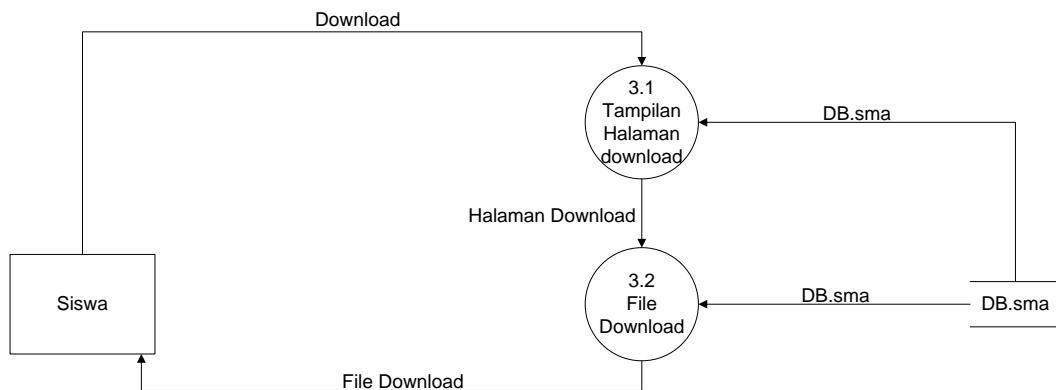 Download
3.1
Tampilan
Halaman
download
DB.sma
Halaman Download
Siswa
3.2
File
Download
DB.sma
DB.sma
File Download